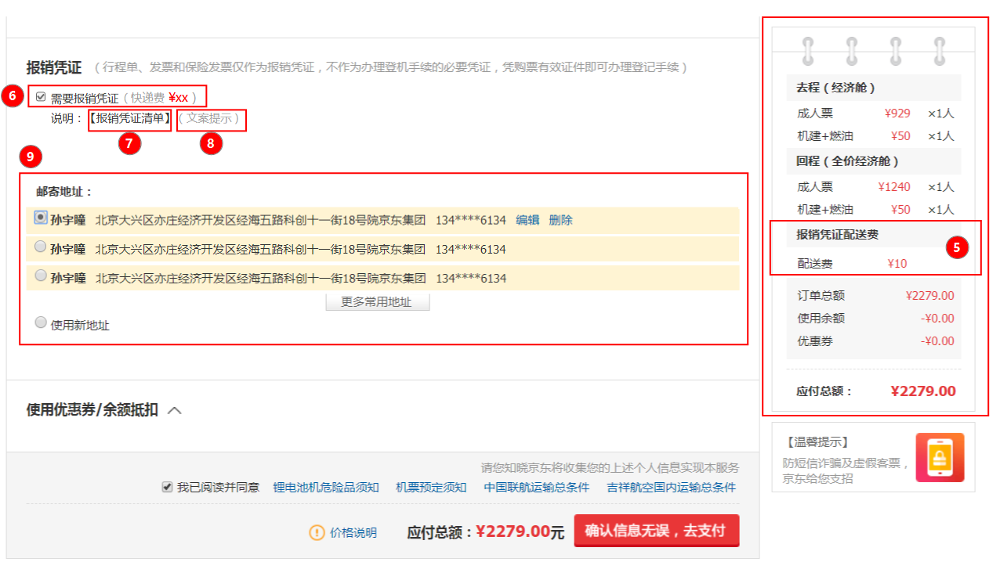 报销凭证 （行程单、发票和保险发票仅作为报销凭证，不作为办理登机手续的必要凭证，凭购票有效证件即可办理登记手续）
6 需要报销凭证（快递费 ¥xx ）
说明：【报销凭证清单】（文案提示）
7 8
9
邮寄地址：
孙宇曈 北京大兴区亦庄经济开发区经海五路科创十一街18号院京东集团 134****6134 编辑 删除
孙宇曈 北京大兴区亦庄经济开发区经海五路科创十一街18号院京东集团 134****6134
孙宇曈 北京大兴区亦庄经济开发区经海五路科创十一街18号院京东集团 134****6134
更多常用地址
使用新地址
使用优惠券/余额抵扣
请您知晓京东将收集您的上述个人信息实现本服务
我已阅读并同意 锂电池机危险品须知 机票预定须知 中国联航运输总条件 吉祥航空国内运输总条件
价格说明 应付总额：¥2279.00元 确认信息无误，去支付
去程（经济舱）
成人票 ¥929 ×1人
机建+燃油 ¥50 ×1人
回程（全价经济舱）
成人票 ¥1240 ×1人
机建+燃油 ¥50 ×1人
报销凭证配送费
5
配送费 ¥10
订单总额 ¥2279.00
使用余额 -¥0.00
优惠券 -¥0.00
应付总额： ¥2279.00
【温馨提示】
防短信诈骗及虚假客票，
京东给您支招